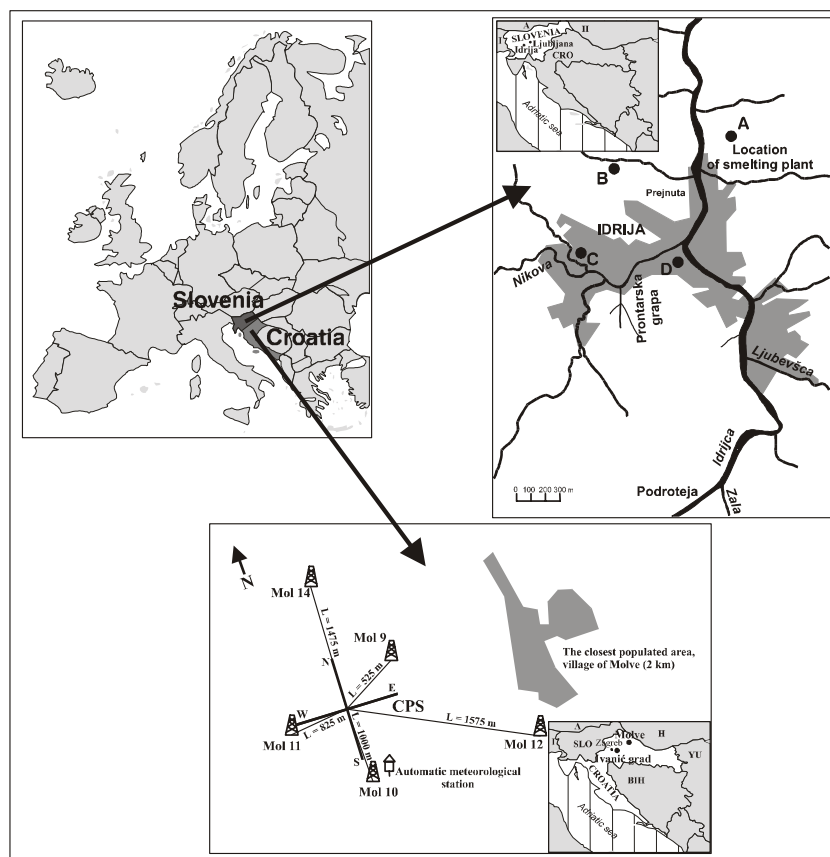 Slovenia
Croatia
A
H
SLOVENIA
I
Ljubljana
Idrija
CRO
Adriatic sea
A
Location
of smelting plant
B
Prejnuta
IDRIJA
C
D
Nikova
Prontarska
grapa
Ljubevšca
Idrijca
0 100 200 300 m
Podroteja
Zala
N
Mol 14
L = 1475 m
Mol 9
N
L = 525 m
The closest populated area,
village of Molve (2 km)
E
CPS
W
L = 825 m
L = 1575 m
Mol 11
L = 1000 m
Mol 12
S
Automatic meteorological
station
Mol 10
A
H
Molve
SLO
Zagreb
Ivanić grad
YU
CROATIA
BIH
Adriatic sea